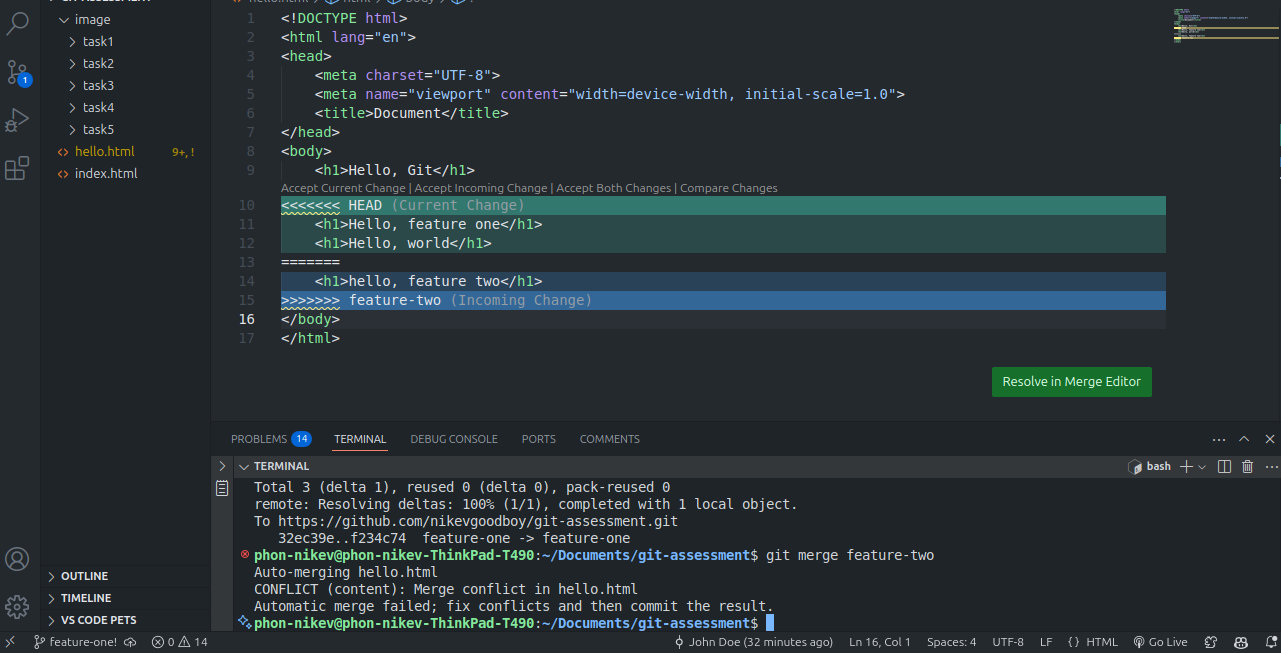 image
task1
task2
task3
task4
task5
hello.html 9+, !
index.html
OUTLINE
TIMELINE
VS CODE PETS
1
1 <!DOCTYPE html>
2 <html lang="en">
3 <head>
4 <meta charset="UTF-8">
5 <meta name="viewport" content="width=device-width, initial-scale=1.0">
6 <title>Document</title>
7 </head>
8 <body>
9 <h1>Hello, Git</h1>
Accept Current Change | Accept Incoming Change | Accept Both Changes | Compare Changes
10 <<<<<<< HEAD (Current Change)
11 <h1>Hello, feature one</h1>
12 <h1>Hello, world</h1>
13 =======
14 <h1>hello, feature two</h1>
15 >>>>>>> feature-two (Incoming Change)
16 </body>
17 </html>
Resolve in Merge Editor
PROBLEMS 14 TERMINAL DEBUG CONSOLE PORTS COMMENTS
TERMINAL bash
Total 3 (delta 1), reused 0 (delta 0), pack-reused 0
remote: Resolving deltas: 100% (1/1), completed with 1 local object.
To https://github.com/nikevgoodboy/git-assessment.git
32ec39e..f234c74 feature-one -> feature-one
phon-nikev@phon-nikev-ThinkPad-T490:~/Documents/git-assessment$ git merge feature-two
Auto-merging hello.html
CONFLICT (content): Merge conflict in hello.html
Automatic merge failed; fix conflicts and then commit the result.
phon-nikev@phon-nikev-ThinkPad-T490:~/Documents/git-assessment$
feature-one! 0 14 John Doe (32 minutes ago) Ln 16, Col 1 Spaces: 4 UTF-8 LF {} HTML Go Live